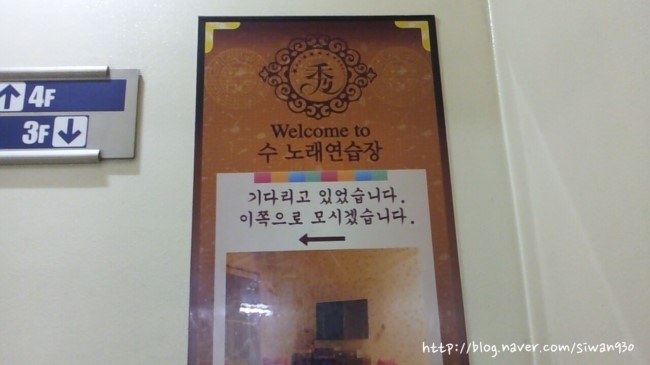 4F
3F
秀
Welcome to
수 노래연습장
기다리고 있었습니다.
이쪽으로 모시겠습니다.
http://blog.naver.com/siwan930